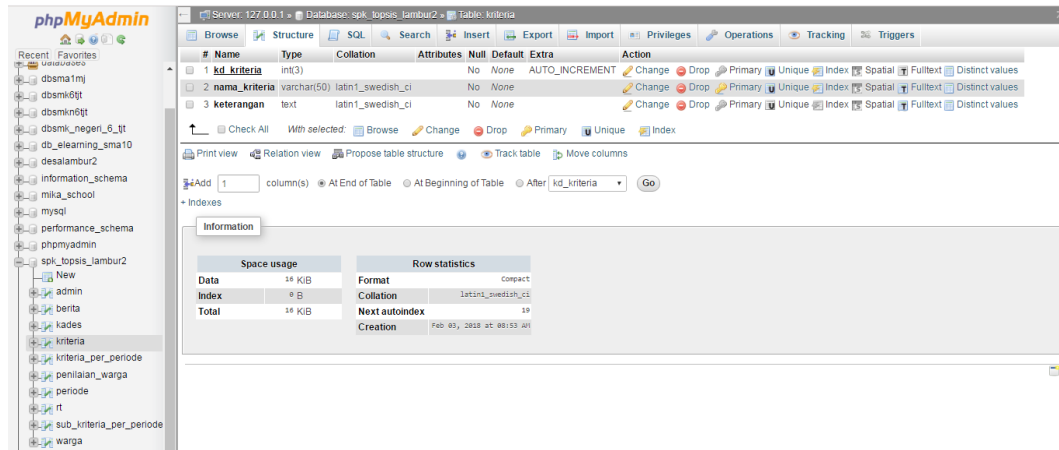 phpMyAdmin
Recent Favorites
databases
dbsma1mj
dbsmk6tjt
dbsmkn6tjt
dbsmk_negeri_6_tjt
db_elearning_sma10
desalambur2
information_schema
mika_school
mysql
performance_schema
phpmyadmin
spk_topsis_lambur2
New
admin
berita
kades
kriteria
kriteria_per_periode
penilaian_warga
periode
rt
sub_kriteria_per_periode
warga
Server: 127.0.0.1 » Database: spk_topsis_lambur2 » Table: kriteria
Browse Structure SQL Search Insert Export Import Privileges Operations Tracking Triggers
# Name Type Collation Attributes Null Default Extra Action
1 kd_kriteria int(3) No None AUTO_INCREMENT Change Drop Primary Unique Index Spatial Fulltext Distinct values
2 nama_kriteria varchar(50) latin1_swedish_ci No None Change Drop Primary Unique Index Spatial Fulltext Distinct values
3 keterangan text latin1_swedish_ci No None Change Drop Primary Unique Index Spatial Fulltext Distinct values
Check All With selected: Browse Change Drop Primary Unique Index
Print view Relation view Propose table structure Track table Move columns
Add 1 column(s) At End of Table At Beginning of Table After kd_kriteria Go
+ Indexes
Information
Space usage
Data 16 KiB
Index 0 B
Total 16 KiB
Row statistics
Format Compact
Collation latin1_swedish_ci
Next autoindex 19
Creation Feb 03, 2018 at 08:53 AM